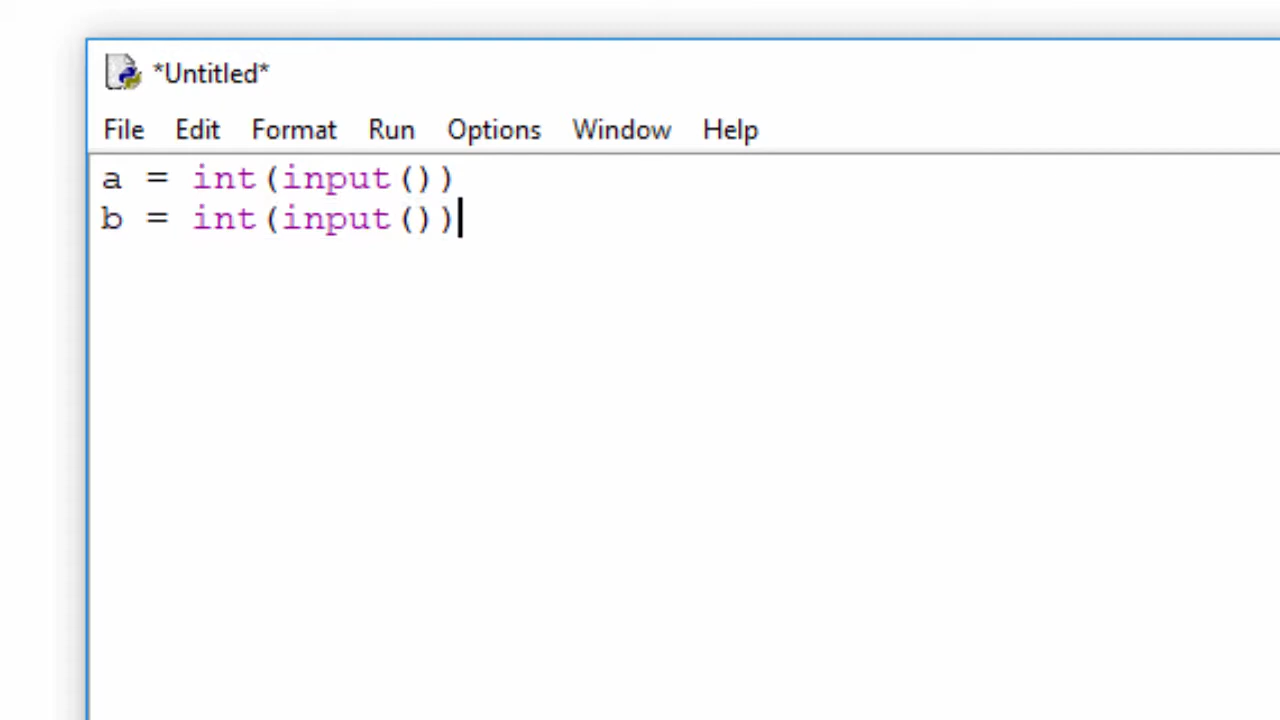 *Untitled*
File Edit Format Run Options Window Help
a = int(input())
b = int(input())